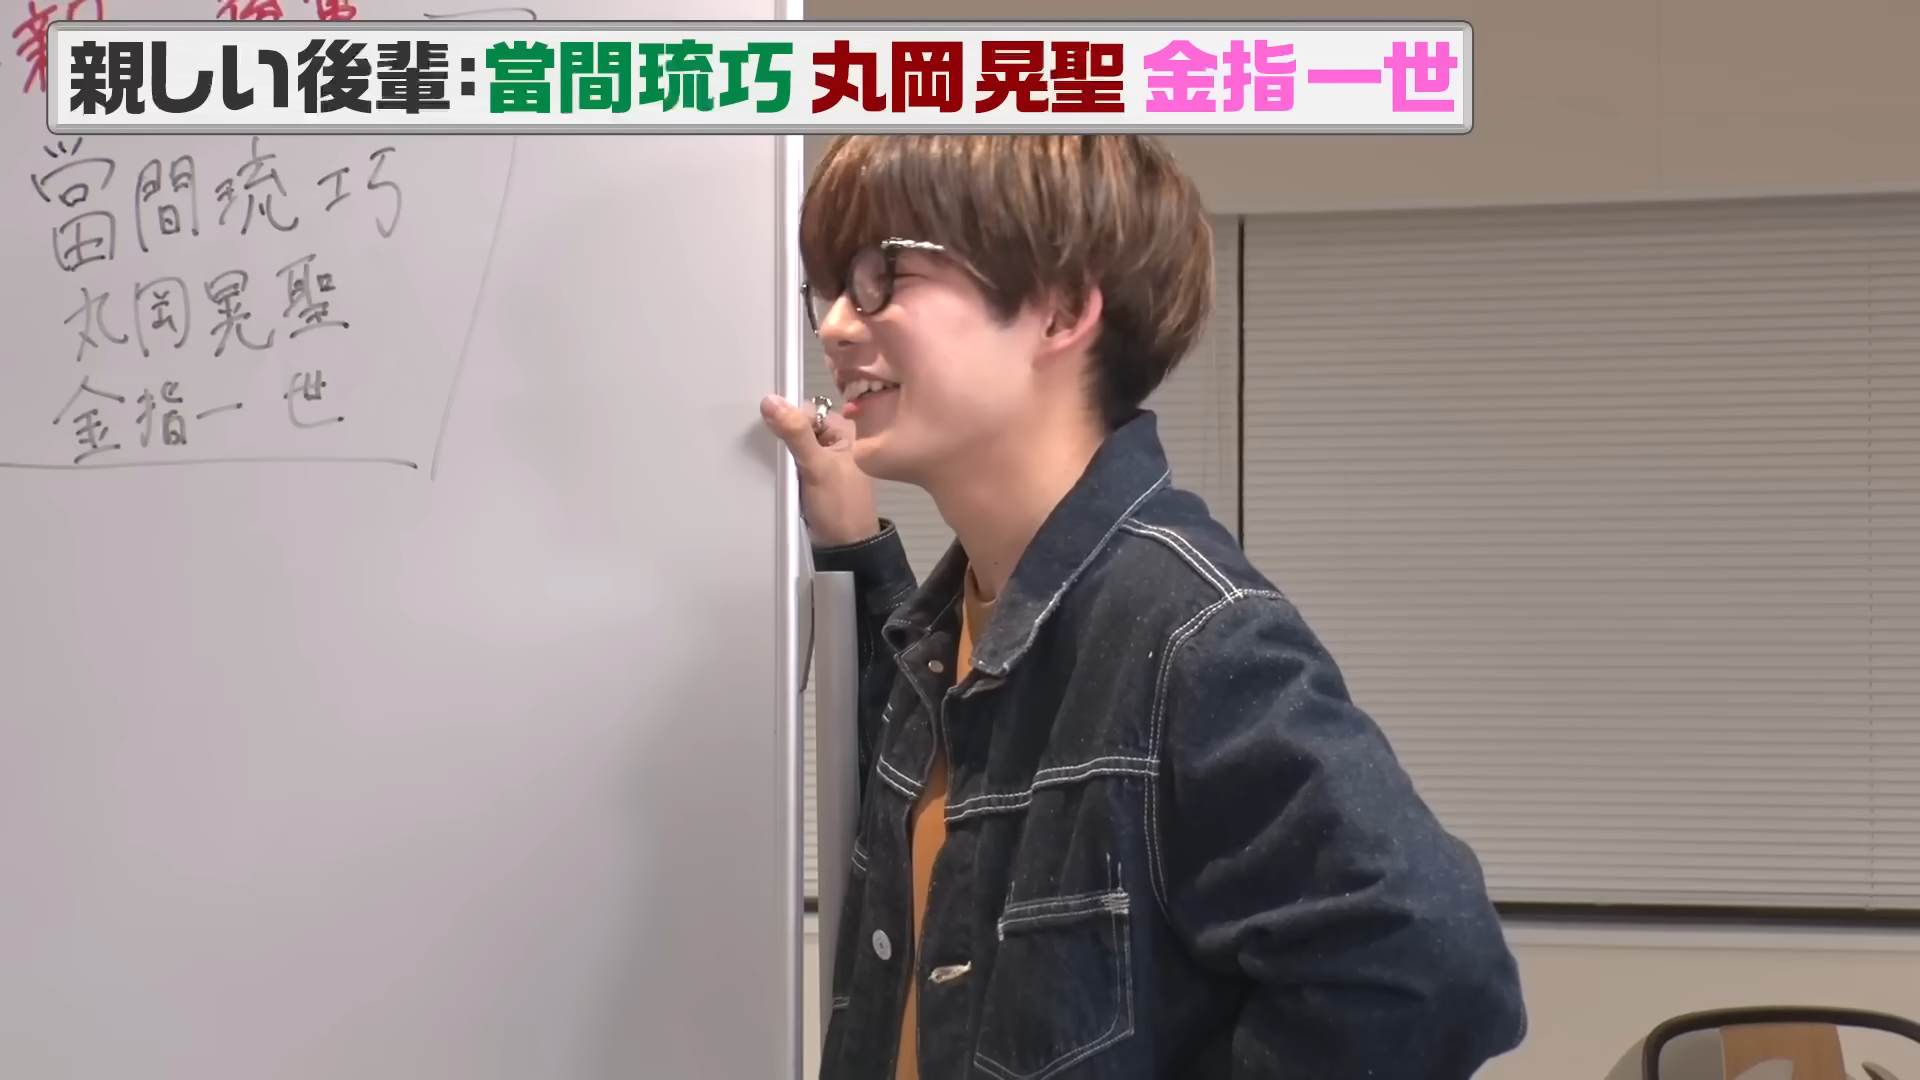 親しい後輩:當間琉巧 丸岡晃聖 金指一世
當間琉巧
丸岡晃聖
金指一世